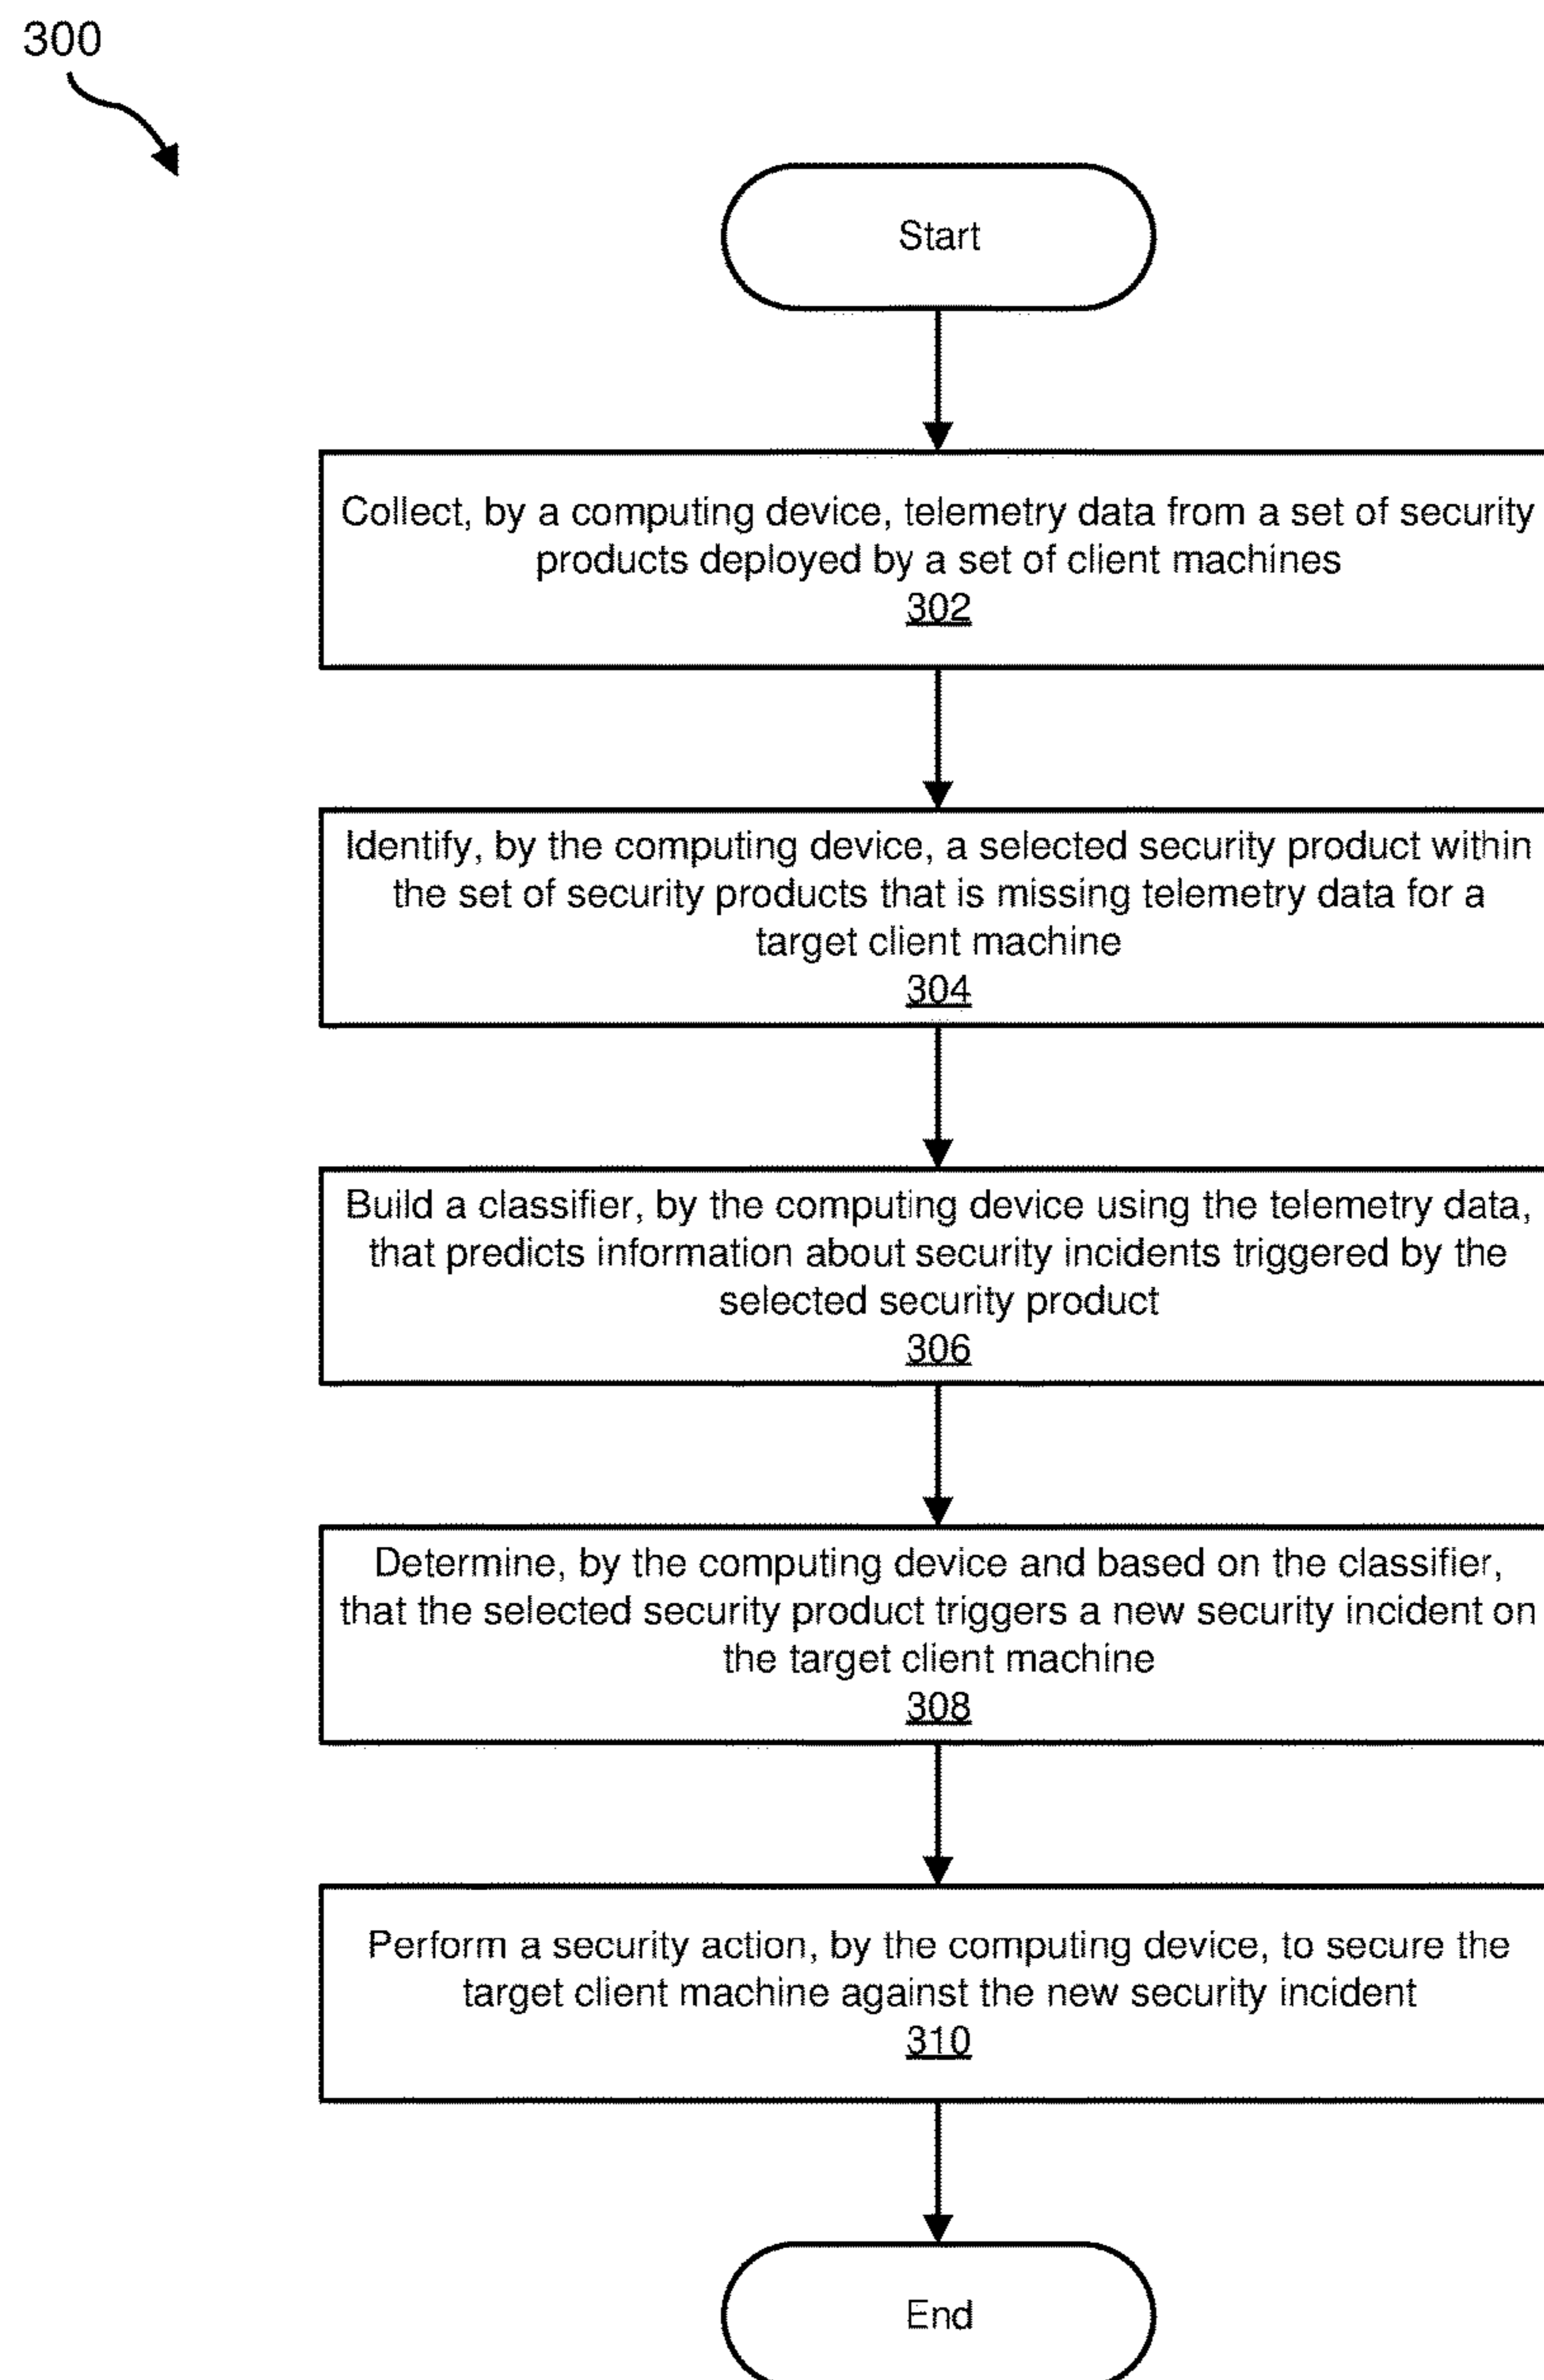 300
Start
Collect, by a computing device, telemetry data from a set of security
products deployed by a set of client machines
302
Identify, by the computing device, a selected security product within
the set of security products that is missing telemetry data for a
target client machine
304
Build a classifier, by the computing device using the telemetry data,
that predicts information about security incidents triggered by the
selected security product
306
Determine, by the computing device and based on the classifier,
that the selected security product triggers a new security incident on
the target client machine
308
Perform a security action, by the computing device, to secure the
target client machine against the new security incident
310
End